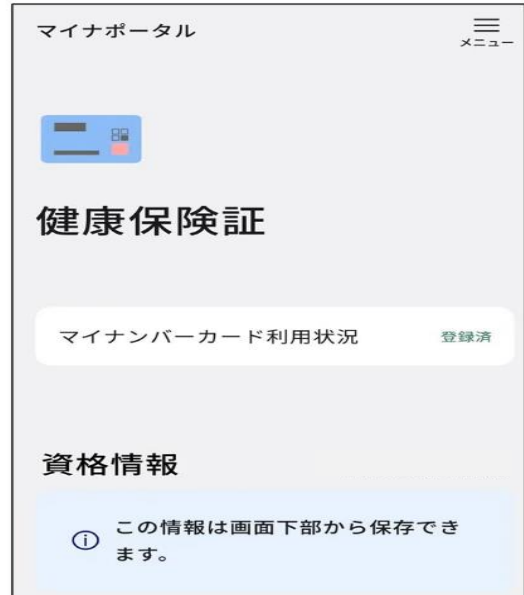 マイナポータル
メニュー
健康保険証
マイナンバーカード利用状況 登録済
資格情報
この情報は画面下部から保存でき
ます。